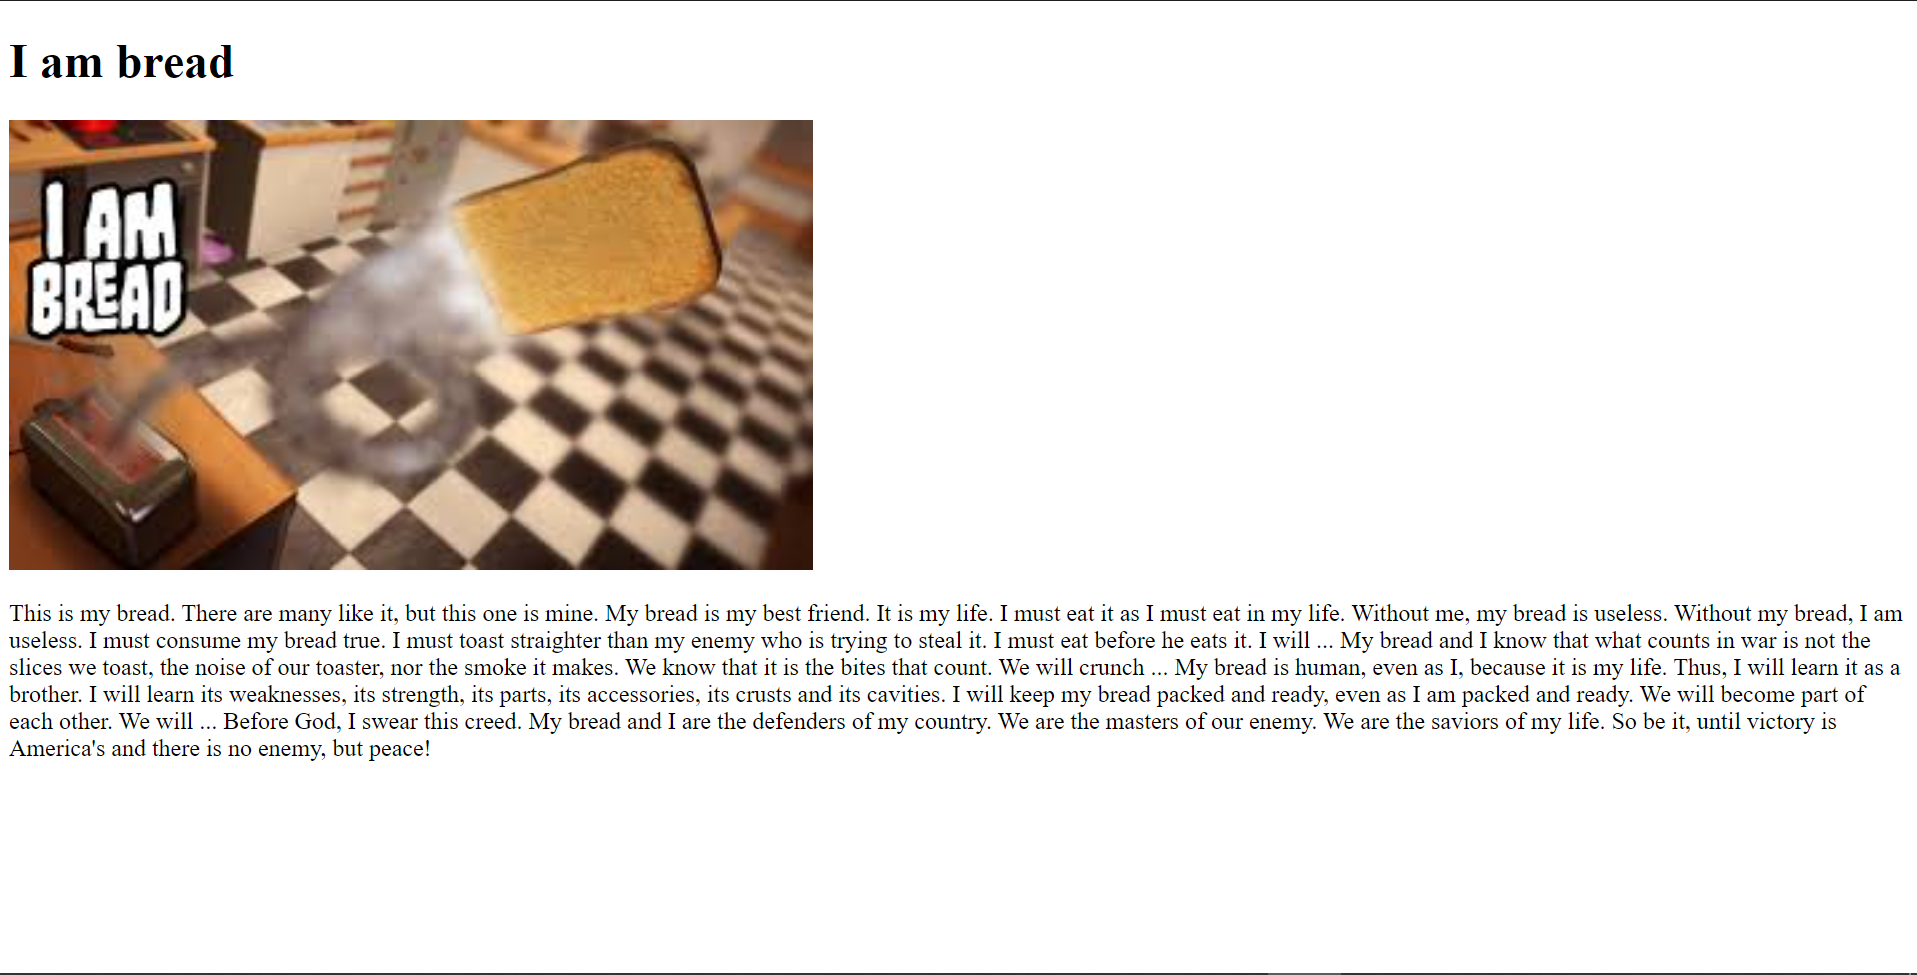 I am bread
I AM
BREAD
This is my bread. There are many like it, but this one is mine. My bread is my best friend. It is my life. I must eat it as I must eat in my life. Without me, my bread is useless. Without my bread, I am
useless. I must consume my bread true. I must toast straighter than my enemy who is trying to steal it. I must eat before he eats it. I will ... My bread and I know that what counts in war is not the
slices we toast, the noise of our toaster, nor the smoke it makes. We know that it is the bites that count. We will crunch ... My bread is human, even as I, because it is my life. Thus, I will learn it as a
brother. I will learn its weaknesses, its strength, its parts, its accessories, its crusts and its cavities. I will keep my bread packed and ready, even as I am packed and ready. We will become part of
each other. We will ... Before God, I swear this creed. My bread and I are the defenders of my country. We are the masters of our enemy. We are the saviors of my life. So be it, until victory is
America's and there is no enemy, but peace!